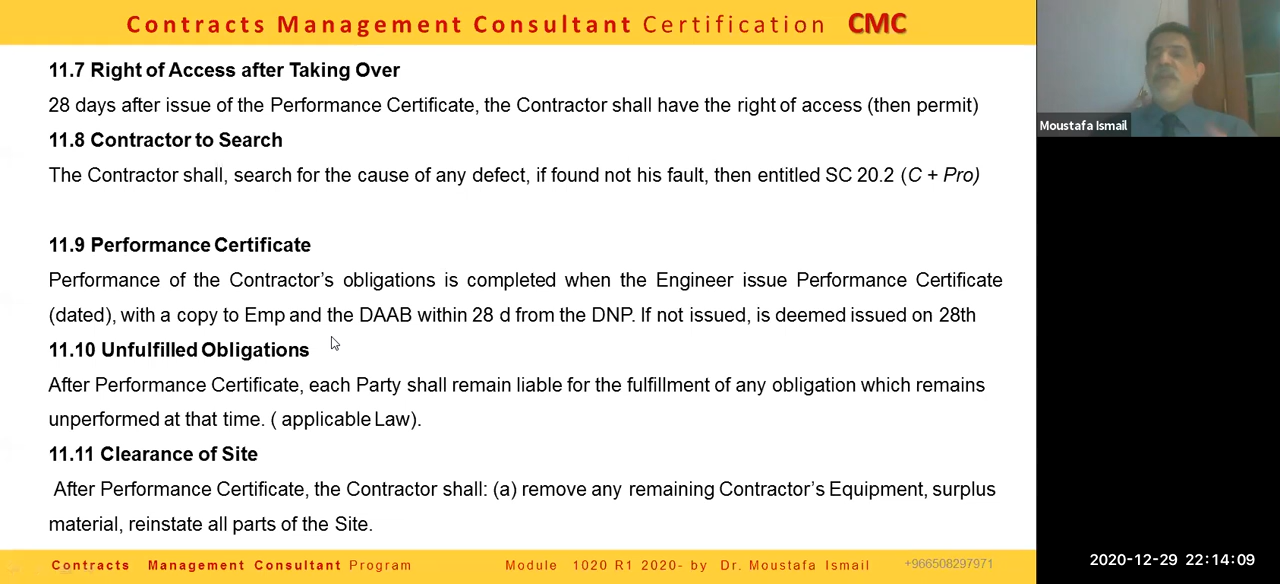 Contracts Management Consultant Certification CMC
11.7 Right of Access after Taking Over
28 days after issue of the Performance Certificate, the Contractor shall have the right of access (then permit)
11.8 Contractor to Search
The Contractor shall, search for the cause of any defect, if found not his fault, then entitled SC 20.2 (C + Pro)
11.9 Performance Certificate
Performance of the Contractor’s obligations is completed when the Engineer issue Performance Certificate
(dated), with a copy to Emp and the DAAB within 28 d from the DNP. If not issued, is deemed issued on 28th
11.10 Unfulfilled Obligations
After Performance Certificate, each Party shall remain liable for the fulfillment of any obligation which remains
unperformed at that time. ( applicable Law).
11.11 Clearance of Site
After Performance Certificate, the Contractor shall: (a) remove any remaining Contractor’s Equipment, surplus
material, reinstate all parts of the Site.
Contracts Management Consultant Program Module 1020 R1 2020- by Dr. Moustafa Ismail +966508297971
Moustafa Ismail
2020-12-29 22:14:09